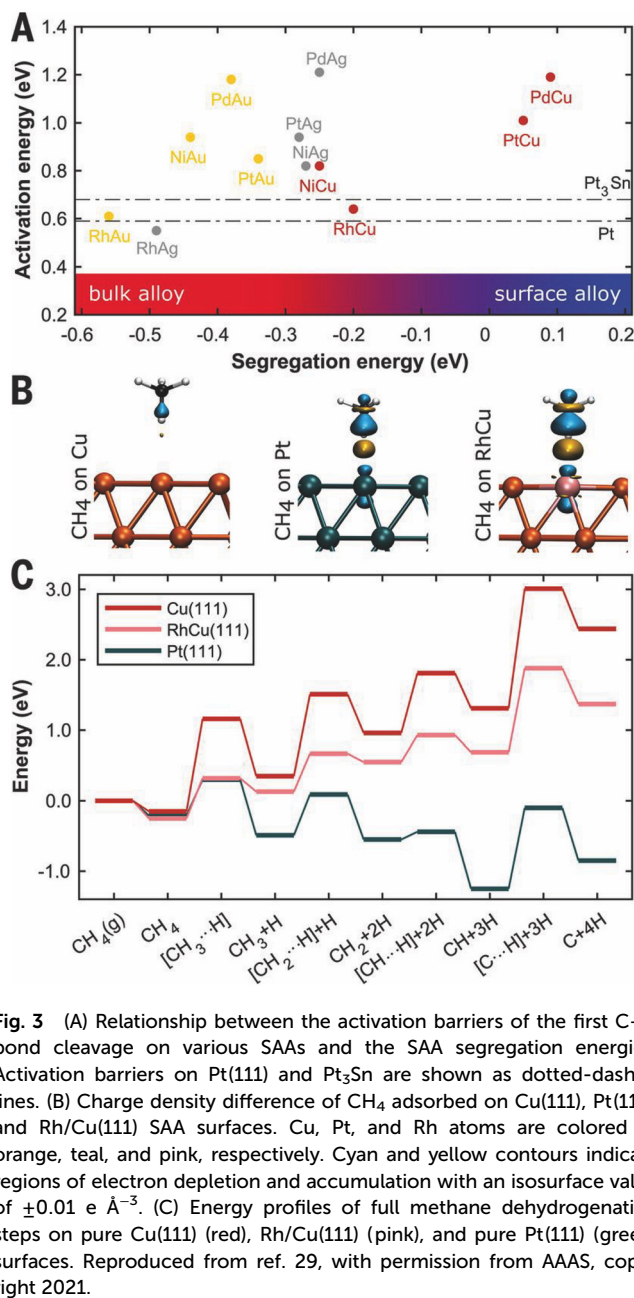 A
Activation energy (eV)
1.4
1.2
1.0
0.8
0.6
0.4
0.2
PdAg
PdAu
PdCu
PtAg
NiAu
PtCu
NiAg
PtAu
NiCu
Pt3Sn
RhAu
RhCu
Pt
RhAg
bulk alloy
surface alloy
-0.6 -0.5 -0.4 -0.3 -0.2 -0.1 0 0.1 0.2
Segregation energy (eV)
B
CH4 on Cu
CH4 on Pt
CH4 on RhCu
C
Energy (eV)
3.0
2.0
1.0
0.0
-1.0
Cu(111)
RhCu(111)
Pt(111)
CH4(g)
CH4
[CH3···H]
CH3+H
[CH2···H]+H
CH2+2H
[CH···H]+2H
CH+3H
[C···H]+3H
C+4H
Fig. 3 (A) Relationship between the activation barriers of the first C–
bond cleavage on various SAAs and the SAA segregation energi
Activation barriers on Pt(111) and Pt3Sn are shown as dotted-dash
lines. (B) Charge density difference of CH4 adsorbed on Cu(111), Pt(11
and Rh/Cu(111) SAA surfaces. Cu, Pt, and Rh atoms are colored
orange, teal, and pink, respectively. Cyan and yellow contours indica
regions of electron depletion and accumulation with an isosurface val
of ±0.01 e Å−3. (C) Energy profiles of full methane dehydrogenati
steps on pure Cu(111) (red), Rh/Cu(111) (pink), and pure Pt(111) (gree
surfaces. Reproduced from ref. 29, with permission from AAAS, cop
right 2021.